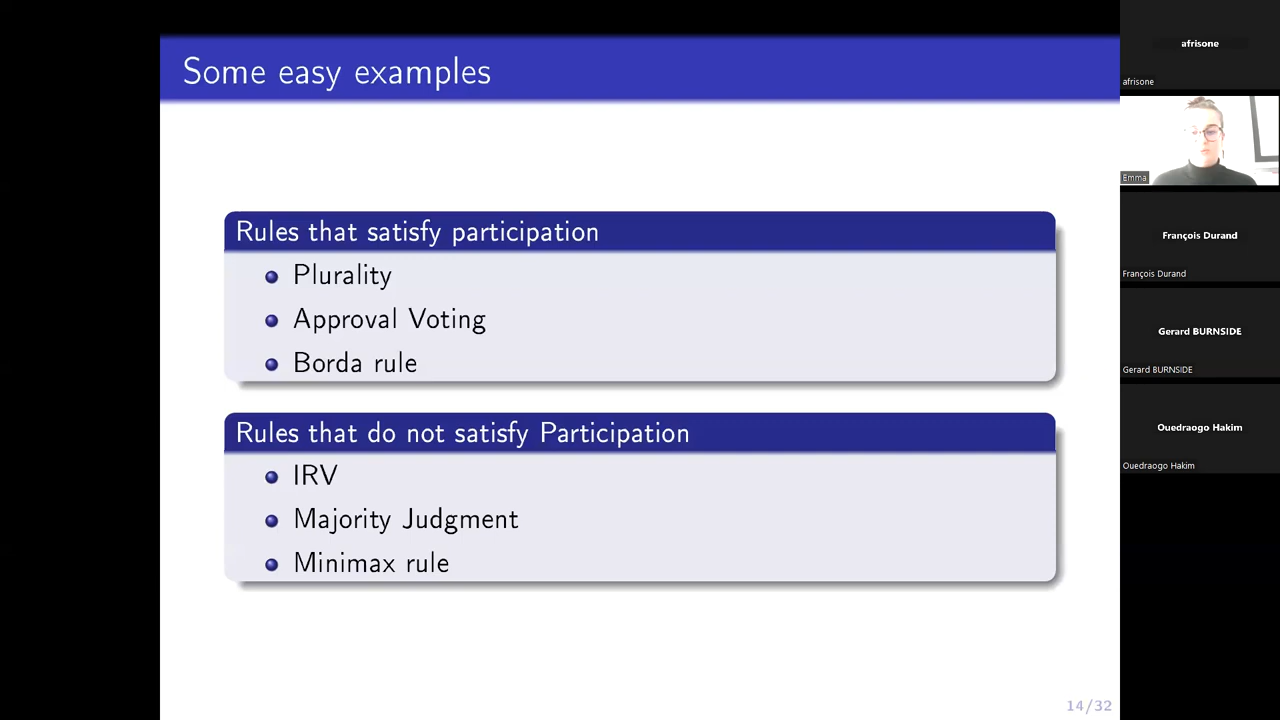 Some easy examples
Rules that satisfy participation
Plurality
Approval Voting
Borda rule
Rules that do not satisfy Participation
IRV
Majority Judgment
Minimax rule
14/32
afrisone
afrisone
Emma
François Durand
François Durand
Gerard BURNSIDE
Gerard BURNSIDE
Ouedraogo Hakim
Ouedraogo Hakim